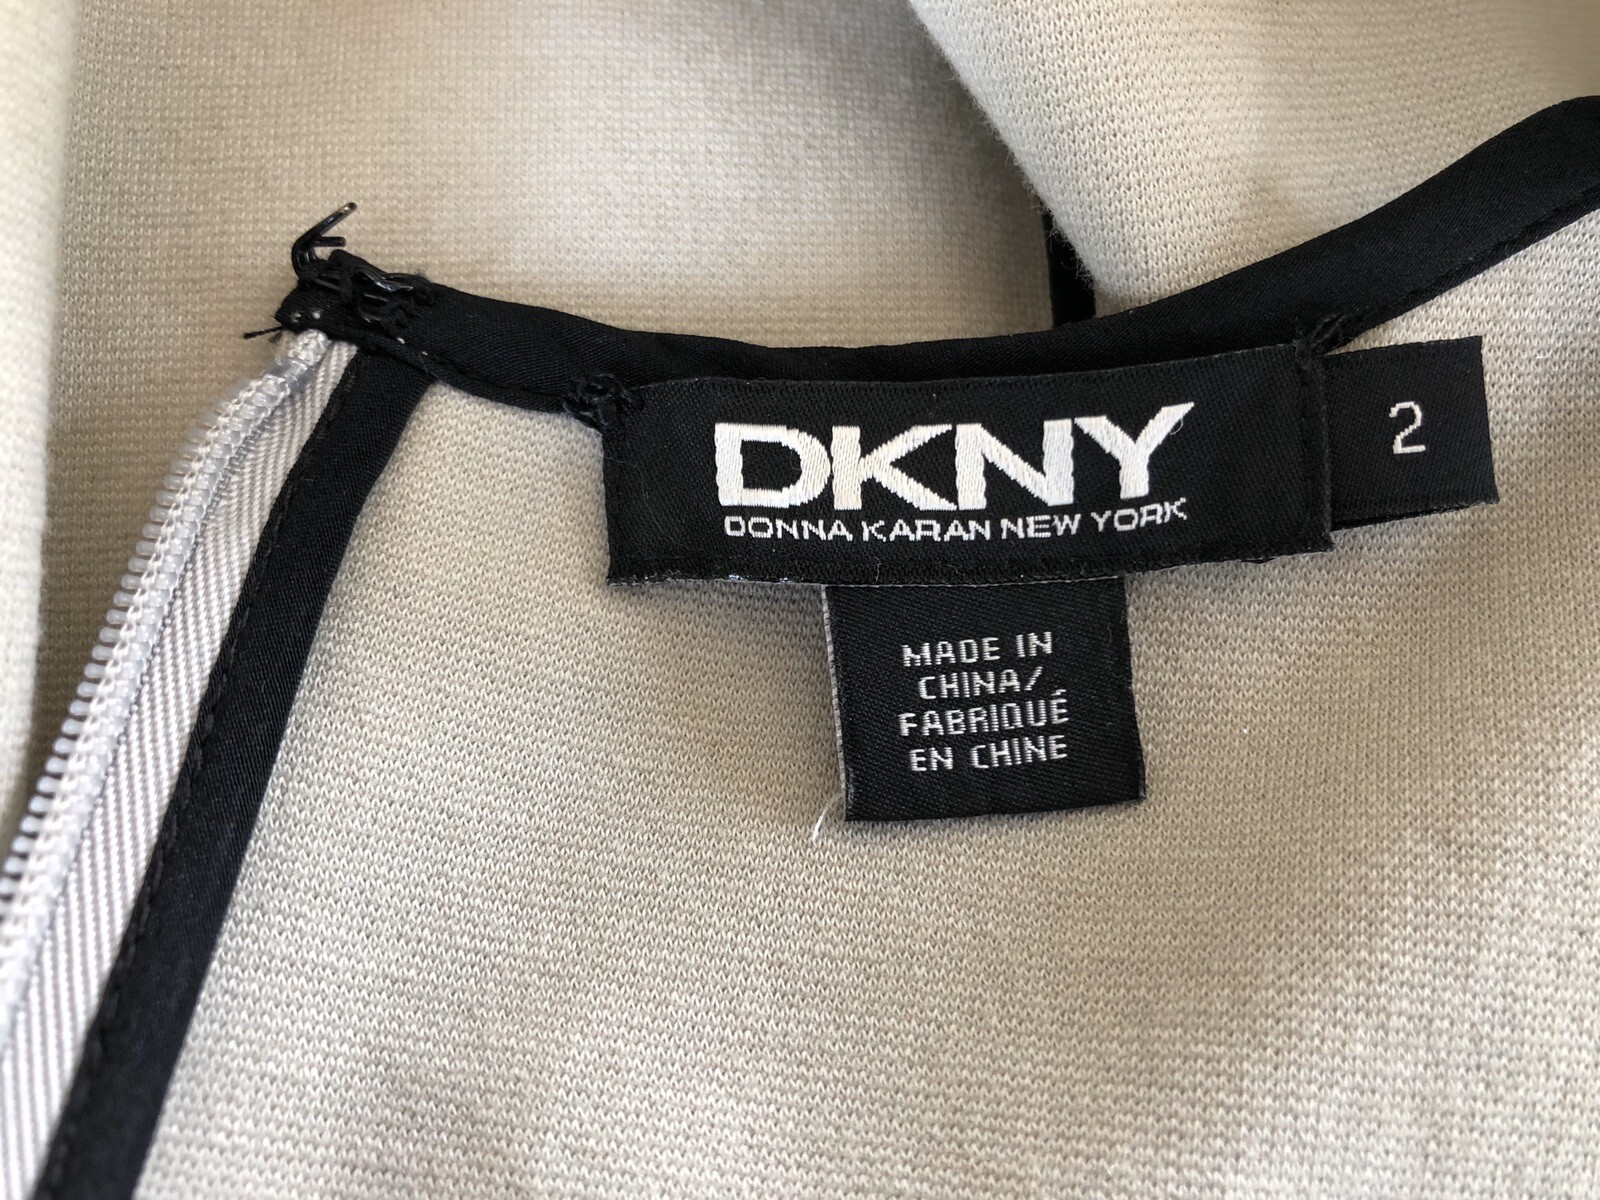 DKNY
DONNA KARAN NEW YORK
2
MADE IN
CHINA/
FABRIQUÉ
EN CHINE